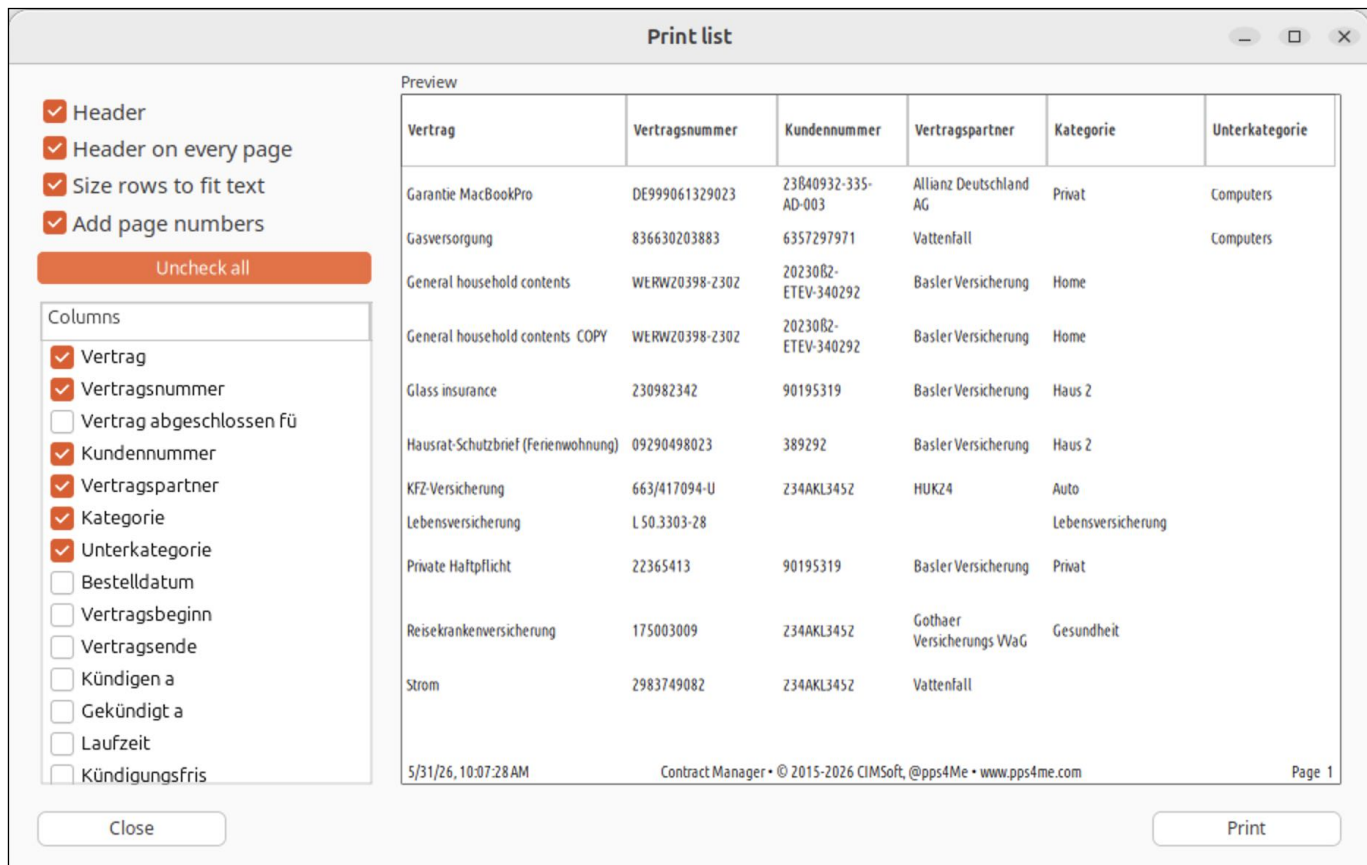 Print list
Header
Header on every page
Size rows to fit text
Add page numbers
Uncheck all
Columns
Vertrag
Vertragsnummer
Vertrag abgeschlossen fü
Kundennummer
Vertragspartner
Kategorie
Unterkategorie
Bestelldatum
Vertragsbeginn
Vertragsende
Kündigen a
Gekündigt a
Laufzeit
Kündigungsfris
Close
Preview
Vertrag Vertragsnummer Kundennummer Vertragspartner Kategorie Unterkategorie
Garantie MacBookPro DE999061329023 23ß40932-335-AD-003 Allianz Deutschland AG Privat Computers
Gasversorgung 836630203883 6357297971 Vattenfall Computers
General household contents WERWZ0398-2302 20230ß2-ETEV-340292 Basler Versicherung Home
General household contents COPY WERWZ0398-2302 20230ß2-ETEV-340292 Basler Versicherung Home
Glass insurance 230982342 90195319 Basler Versicherung Haus 2
Hausrat-Schutzbrief (Ferienwohnung) 09290498023 389292 Basler Versicherung Haus 2
KFZ-Versicherung 663/417094-U 234AKL3452 HUK24 Auto
Lebensversicherung L 50.3303-28 Lebensversicherung
Private Haftpflicht 22365413 90195319 Basler Versicherung Privat
Reisekrankenversicherung 175003009 234AKL3452 Gothaer Versicherungs VVaG Gesundheit
Strom 2983749082 234AKL3452 Vattenfall
5/31/26, 10:07:28 AM Contract Manager • © 2015-2026 CIMSoft, @pps4Me • www.pps4me.com Page 1
Print